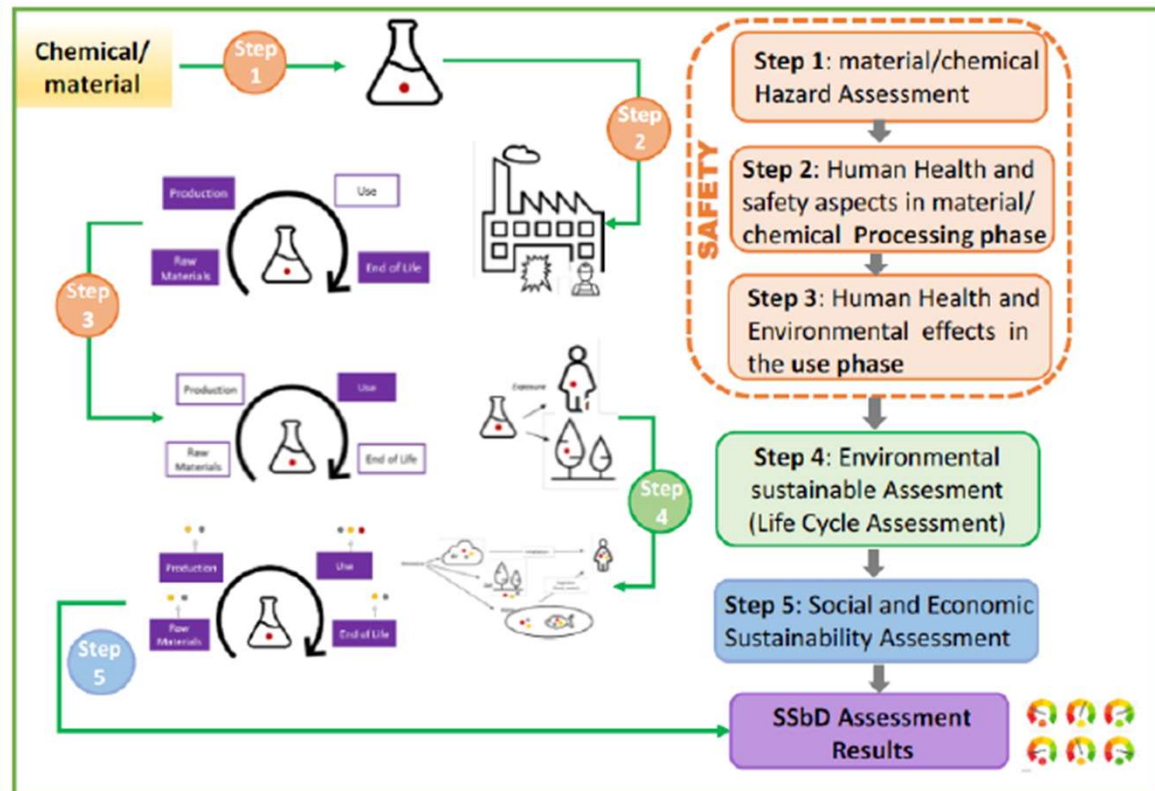 Chemical/
material
Step
1
Step
2
Production
Use
Raw
Materials
End of Life
Step
3
Production
Use
Raw
Materials
End of Life
Exposure
Step
4
Production
Use
Raw
Materials
End of Life
Step
5
SAFETY
Step 1: material/chemical
Hazard Assessment
Step 2: Human Health and
safety aspects in material/
chemical Processing phase
Step 3: Human Health and
Environmental effects in
the use phase
Step 4: Environmental
sustainable Assesment
(Life Cycle Assessment)
Step 5: Social and Economic
Sustainability Assessment
SSbD Assessment
Results